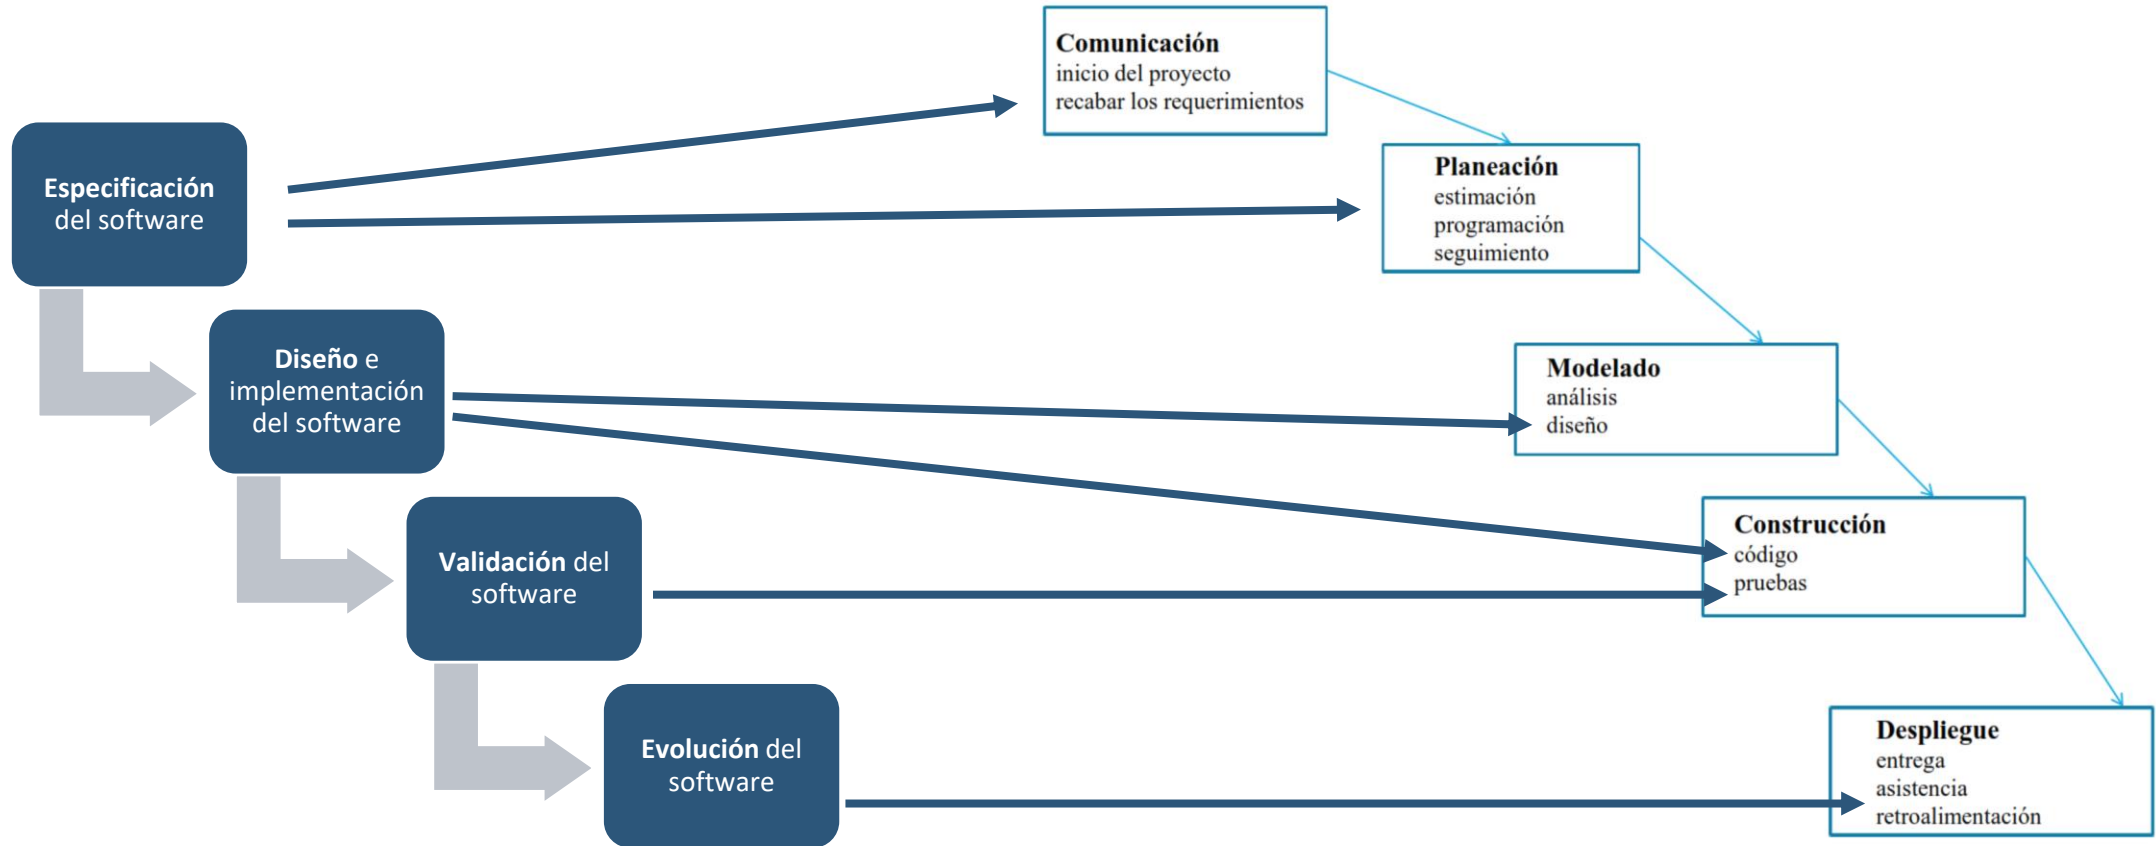 Comunicación
inicio del proyecto
recabar los requerimientos
Especificación
del software
Planeación
estimación
programación
seguimiento
Diseño e
implementación
del software
Modelado
análisis
diseño
Validación del
software
Construcción
código
pruebas
Evolución del
software
Despliegue
entrega
asistencia
retroalimentación